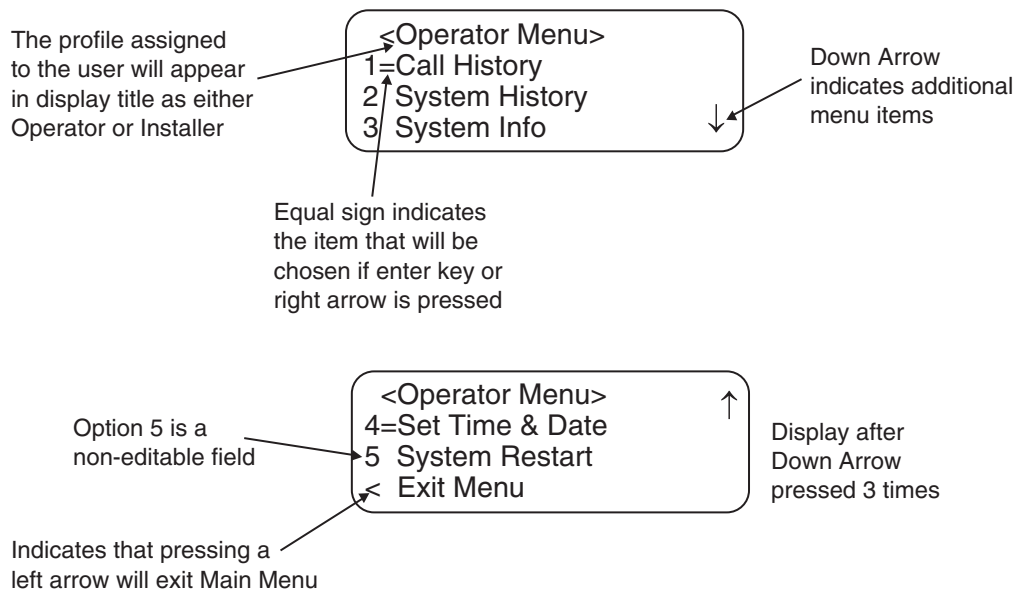 The profile assigned
to the user will appear
in display title as either
Operator or Installer
<Operator Menu>
1=Call History
2 System History
3 System Info
↓
Down Arrow
indicates additional
menu items
Equal sign indicates
the item that will be
chosen if enter key or
right arrow is pressed
Option 5 is a
non-editable field
<Operator Menu>
↑
4=Set Time & Date
5 System Restart
< Exit Menu
Display after
Down Arrow
pressed 3 times
Indicates that pressing a
left arrow will exit Main Menu